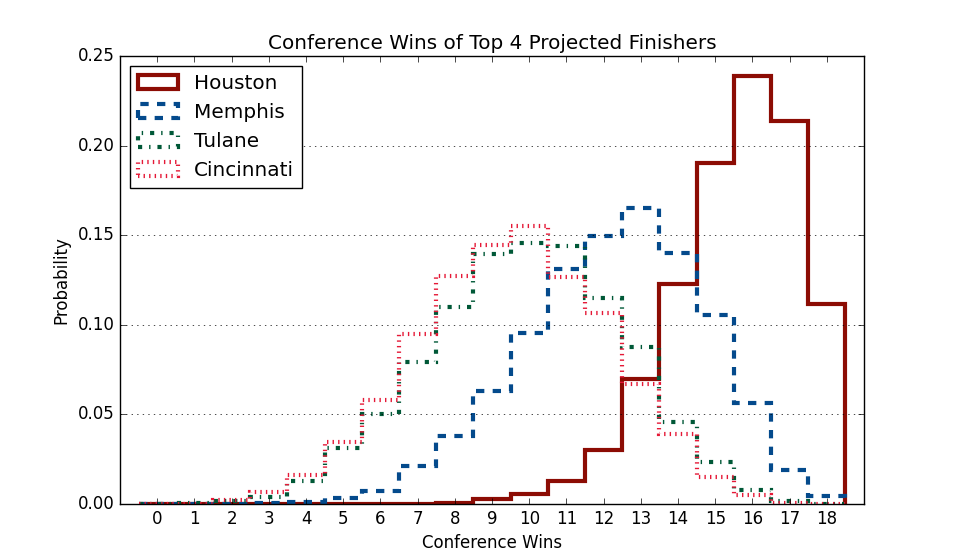 Conference Wins of Top 4 Projected Finishers
0.25
0.20
0.15
0.10
0.05
0.00
Probability
Houston
Memphis
Tulane
Cincinnati
0 1 2 3 4 5 6 7 8 9 10 11 12 13 14 15 16 17 18
Conference Wins